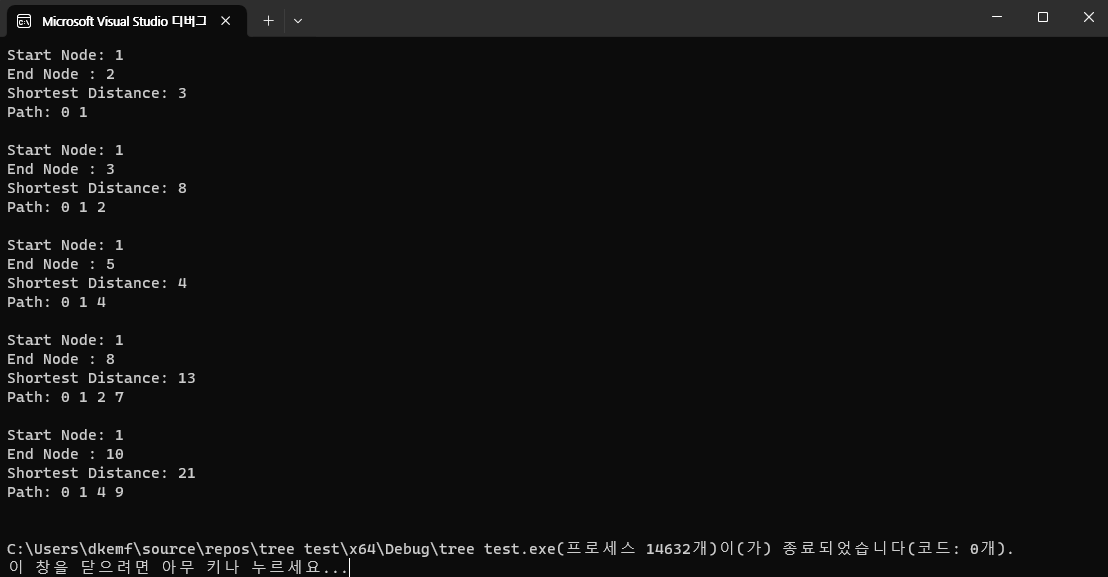 Microsoft Visual Studio 디버그
Start Node: 1
End Node : 2
Shortest Distance: 3
Path: 0 1
Start Node: 1
End Node : 3
Shortest Distance: 8
Path: 0 1 2
Start Node: 1
End Node : 5
Shortest Distance: 4
Path: 0 1 4
Start Node: 1
End Node : 8
Shortest Distance: 13
Path: 0 1 2 7
Start Node: 1
End Node : 10
Shortest Distance: 21
Path: 0 1 4 9
C:\Users\dkemf\source\repos\tree test\x64\Debug\tree test.exe(프로세스 14632개)이(가) 종료되었습니다(코드: 0개).
이 창을 닫으려면 아무 키나 누르세요...